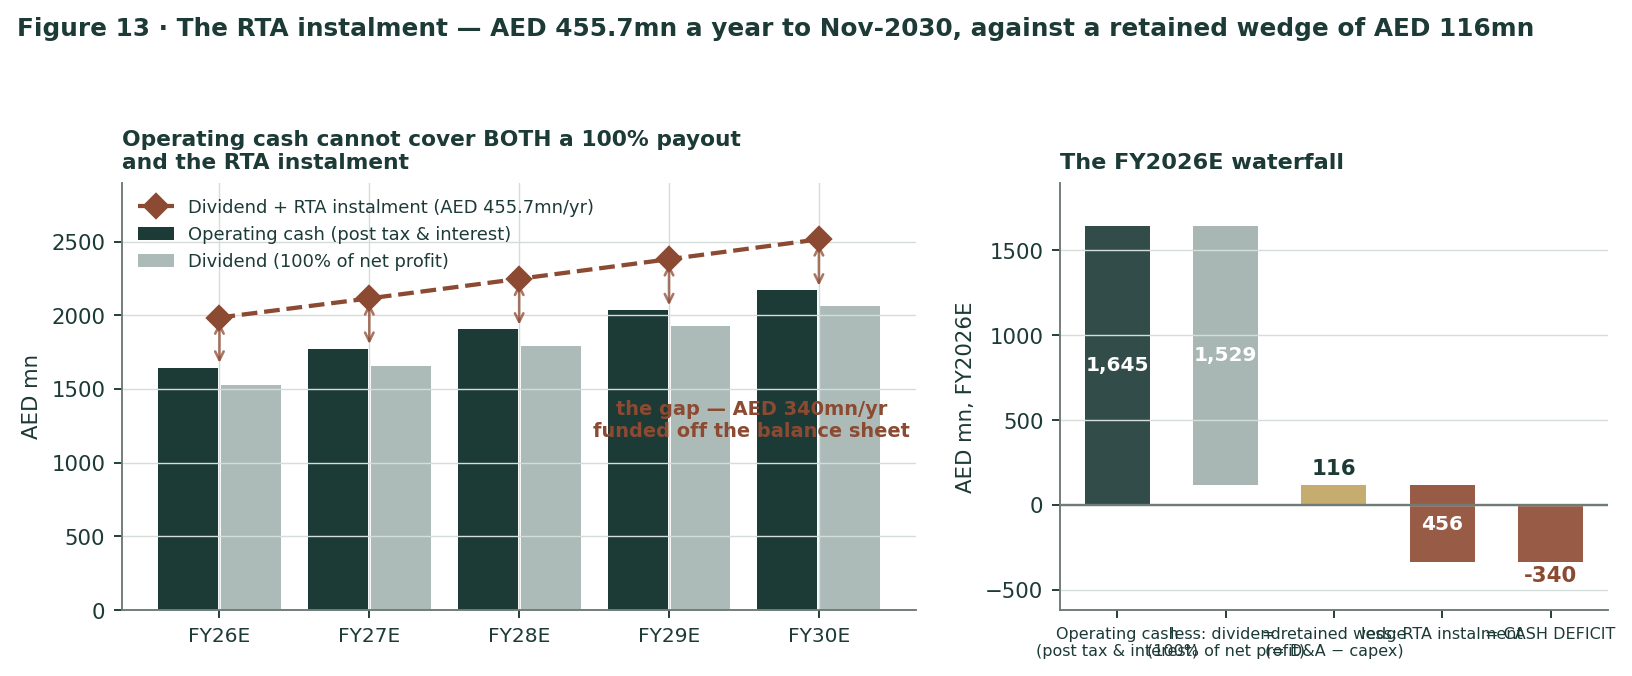 Figure 13 · The RTA instalment — AED 455.7mn a year to Nov-2030, against a retained wedge of AED 116mn
Operating cash cannot cover BOTH a 100% payout
and the RTA instalment
Dividend + RTA instalment (AED 455.7mn/yr)
Operating cash (post tax & interest)
Dividend (100% of net profit)
AED mn
2500
2000
1500
1000
500
0
the gap — AED 340mn/yr
funded off the balance sheet
FY26E
FY27E
FY28E
FY29E
FY30E
The FY2026E waterfall
AED mn, FY2026E
1500
1000
500
0
−500
1,645
1,529
116
456
-340
Operating cash
(post tax & interest)
less: dividend
(100% of net profit)
= retained wedge
(= D&A − capex)
less: RTA instalment
= CASH DEFICIT